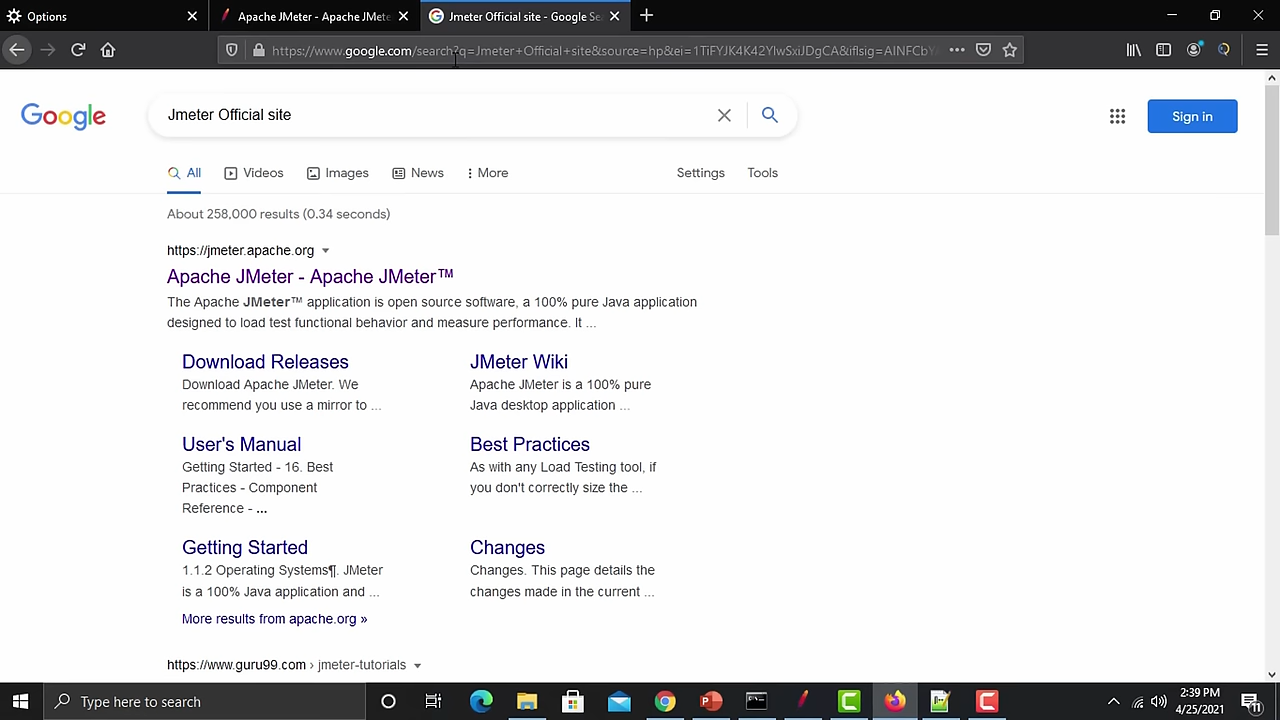 Options
Apache JMeter - Apache JMete
Jmeter Official site - Google Se
https://www.google.com/search?q=Jmeter+Official+site&source=hp&ei=1TiFYJK4K42YlwSxiJDgCA&iflsig=AINFCbY
Google
Jmeter Official site
Sign in
All
Videos
Images
News
More
Settings
Tools
About 258,000 results (0.34 seconds)
https://jmeter.apache.org
Apache JMeter - Apache JMeter™
The Apache JMeter™ application is open source software, a 100% pure Java application
designed to load test functional behavior and measure performance. It ...
Download Releases
Download Apache JMeter. We
recommend you use a mirror to ...
JMeter Wiki
Apache JMeter is a 100% pure
Java desktop application ...
User's Manual
Getting Started - 16. Best
Practices - Component
Reference - ...
Best Practices
As with any Load Testing tool, if
you don't correctly size the ...
Getting Started
1.1.2 Operating Systems¶. JMeter
is a 100% Java application and ...
Changes
Changes. This page details the
changes made in the current ...
More results from apache.org »
https://www.guru99.com › jmeter-tutorials
Type here to search
2:39 PM
4/25/2021
11